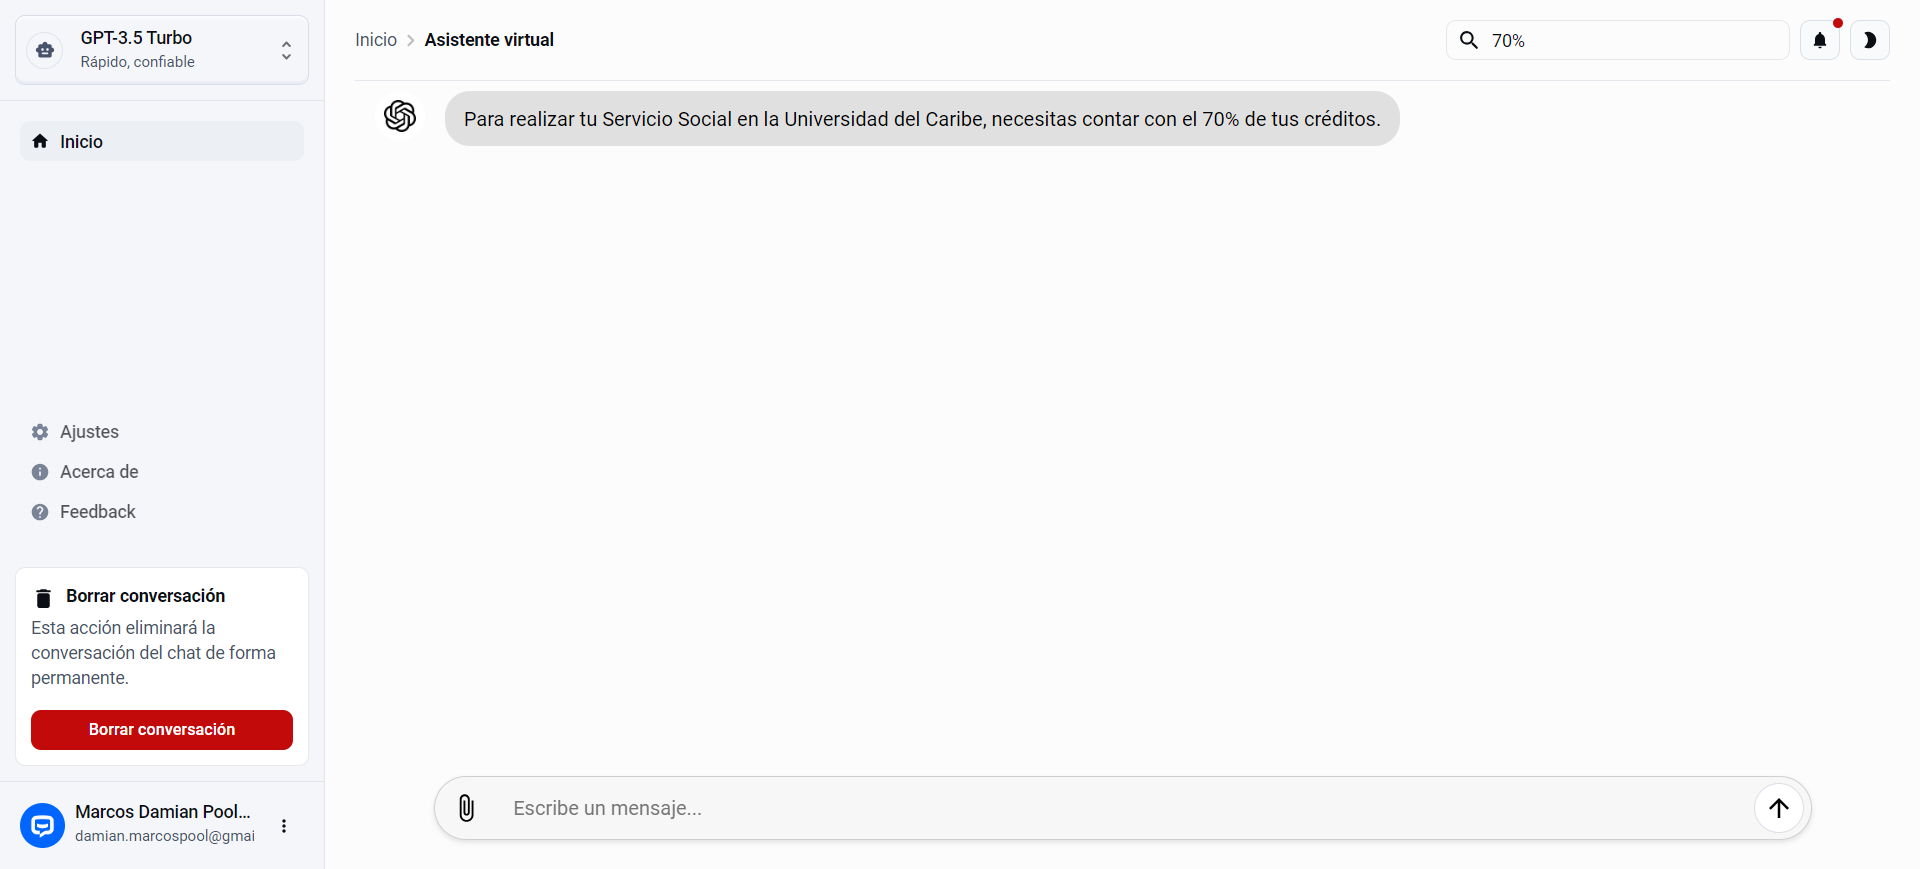 GPT-3.5 Turbo
Rápido, confiable
Inicio
Ajustes
Acerca de
Feedback
Borrar conversación
Esta acción eliminará la
conversación del chat de forma
permanente.
Borrar conversación
Marcos Damian Pool...
damian.marcospool@gmai
Inicio > Asistente virtual
70%
Para realizar tu Servicio Social en la Universidad del Caribe, necesitas contar con el 70% de tus créditos.
Escribe un mensaje...